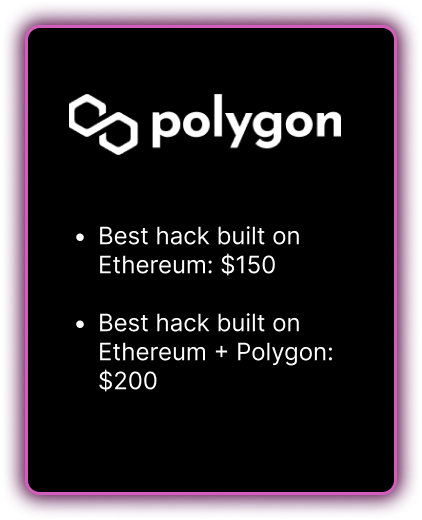 polygon
• Best hack built on
Ethereum: $150
• Best hack built on
Ethereum + Polygon:
$200